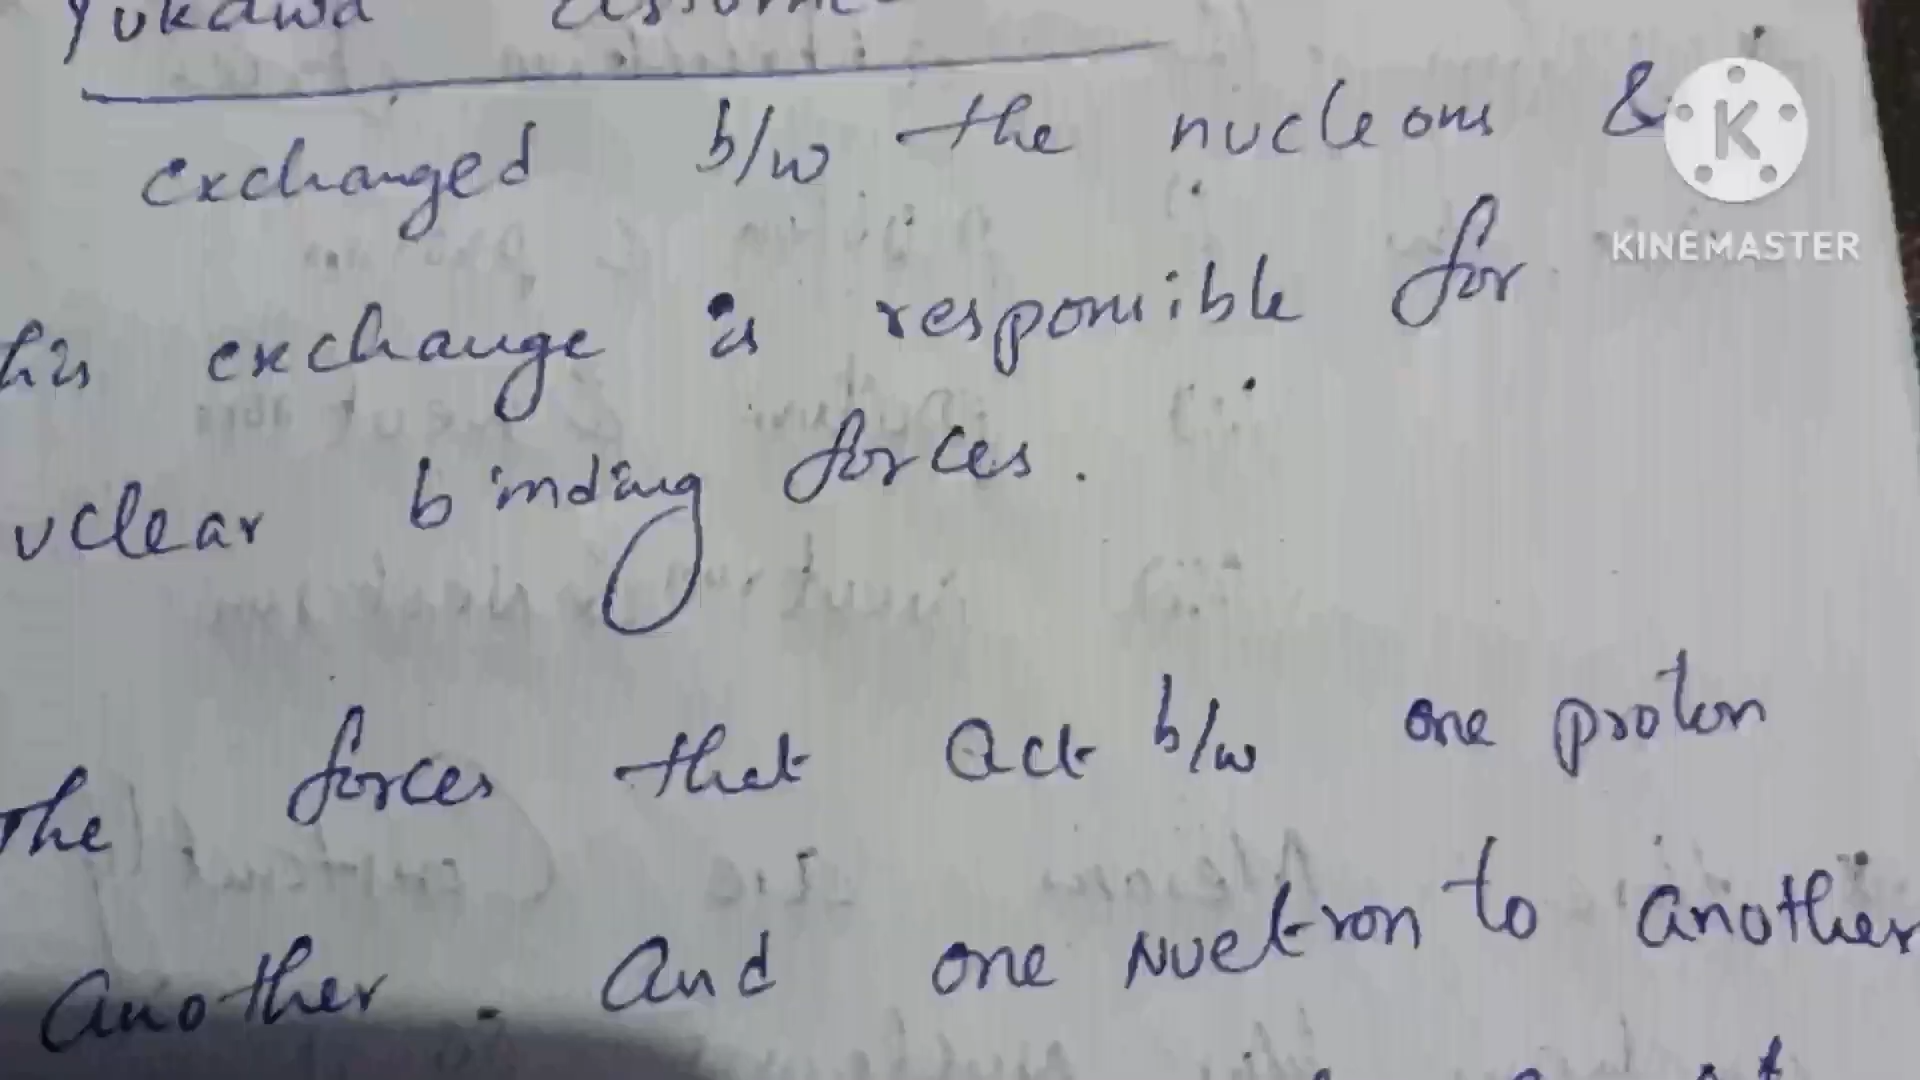 Yukawa
exchanged b/w the nucleons &
his exchange is responsible for
uclear binding forces.
The forces that act b/w one proton
another. And one Nuetron to another
K
KINEMASTER